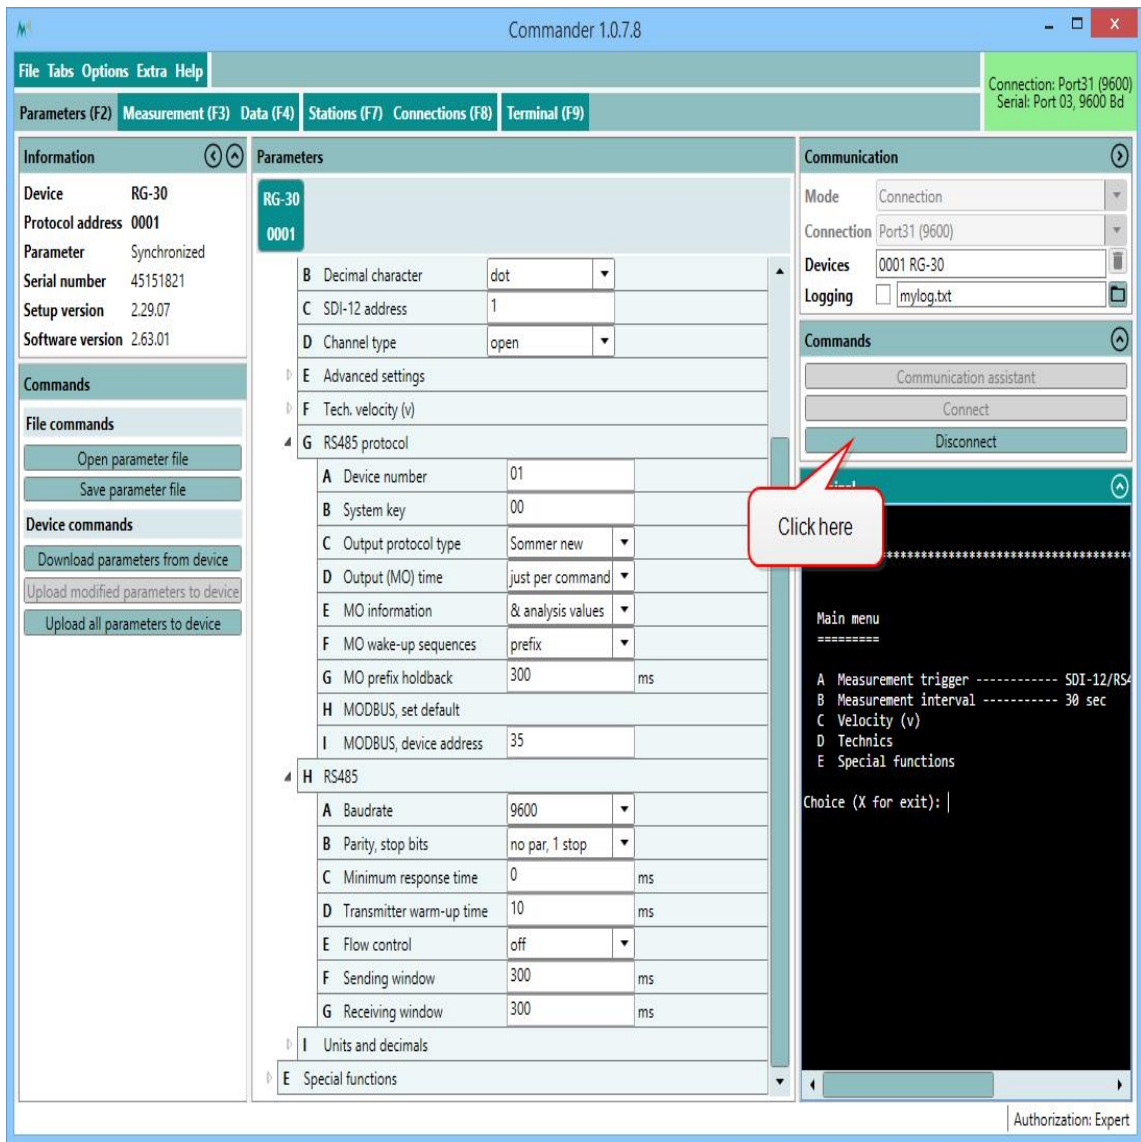 Commander 1.0.7.8
File Tabs Options Extra Help
Connection: Port31 (9600)
Serial: Port 03, 9600 Bd
Parameters (F2) Measurement (F3) Data (F4) Stations (F7) Connections (F8) Terminal (F9)
Information
Device RG-30
Protocol address 0001
Parameter Synchronized
Serial number 45151821
Setup version 2.29.07
Software version 2.63.01
Commands
File commands
Open parameter file
Save parameter file
Device commands
Download parameters from device
Upload modified parameters to device
Upload all parameters to device
Parameters
RG-30
0001
B Decimal character dot
C SDI-12 address 1
D Channel type open
E Advanced settings
F Tech. velocity (v)
G RS485 protocol
A Device number 01
B System key 00
C Output protocol type Sommer new
D Output (MO) time just per command
E MO information & analysis values
F MO wake-up sequences prefix
G MO prefix holdback 300 ms
H MODBUS, set default
I MODBUS, device address 35
H RS485
A Baudrate 9600
B Parity, stop bits no par, 1 stop
C Minimum response time 0 ms
D Transmitter warm-up time 10 ms
E Flow control off
F Sending window 300 ms
G Receiving window 300 ms
I Units and decimals
E Special functions
Communication
Mode Connection
Connection Port31 (9600)
Devices 0001 RG-30
Logging mylog.txt
Commands
Communication assistant
Connect
Disconnect
Click here
**************************************
Main menu
=========
A Measurement trigger ------------ SDI-12/RS4
B Measurement interval ----------- 30 sec
C Velocity (v)
D Technics
E Special functions
Choice (X for exit):
Authorization: Expert